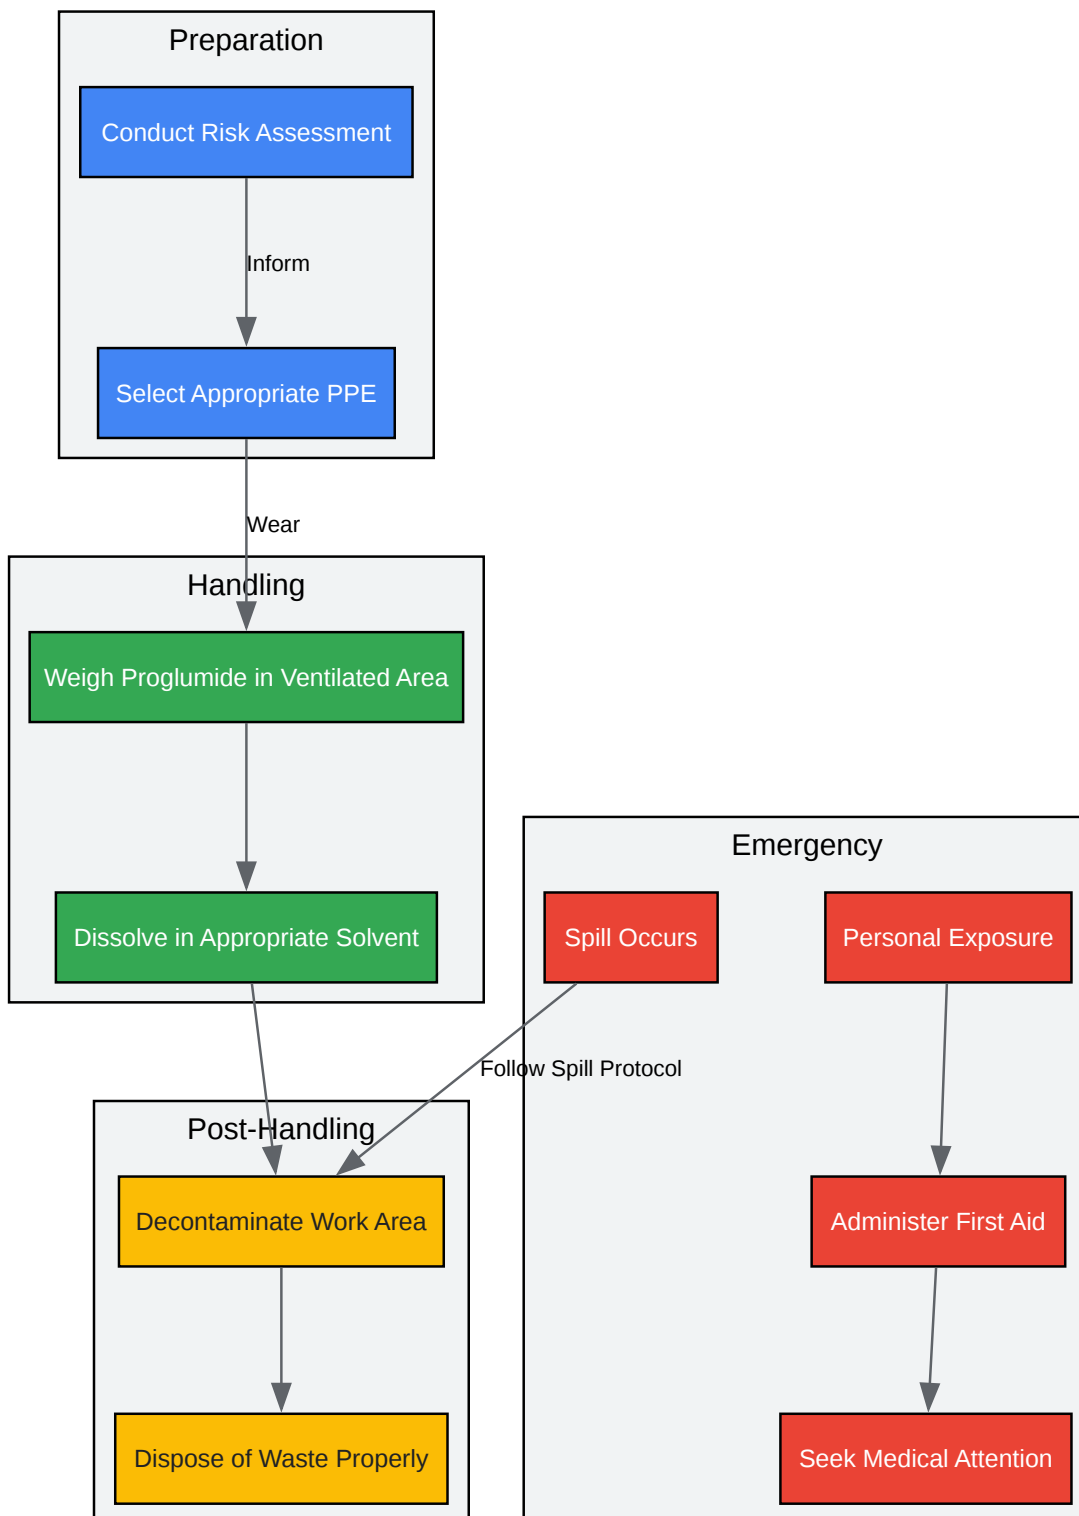 Preparation
Conduct Risk Assessment
Inform
Select Appropriate PPE
Wear
Handling
Weigh Proglumide in Ventilated Area
Dissolve in Appropriate Solvent
Emergency
Spill Occurs
Personal Exposure
Follow Spill Protocol
Post-Handling
Decontaminate Work Area
Administer First Aid
Dispose of Waste Properly
Seek Medical Attention